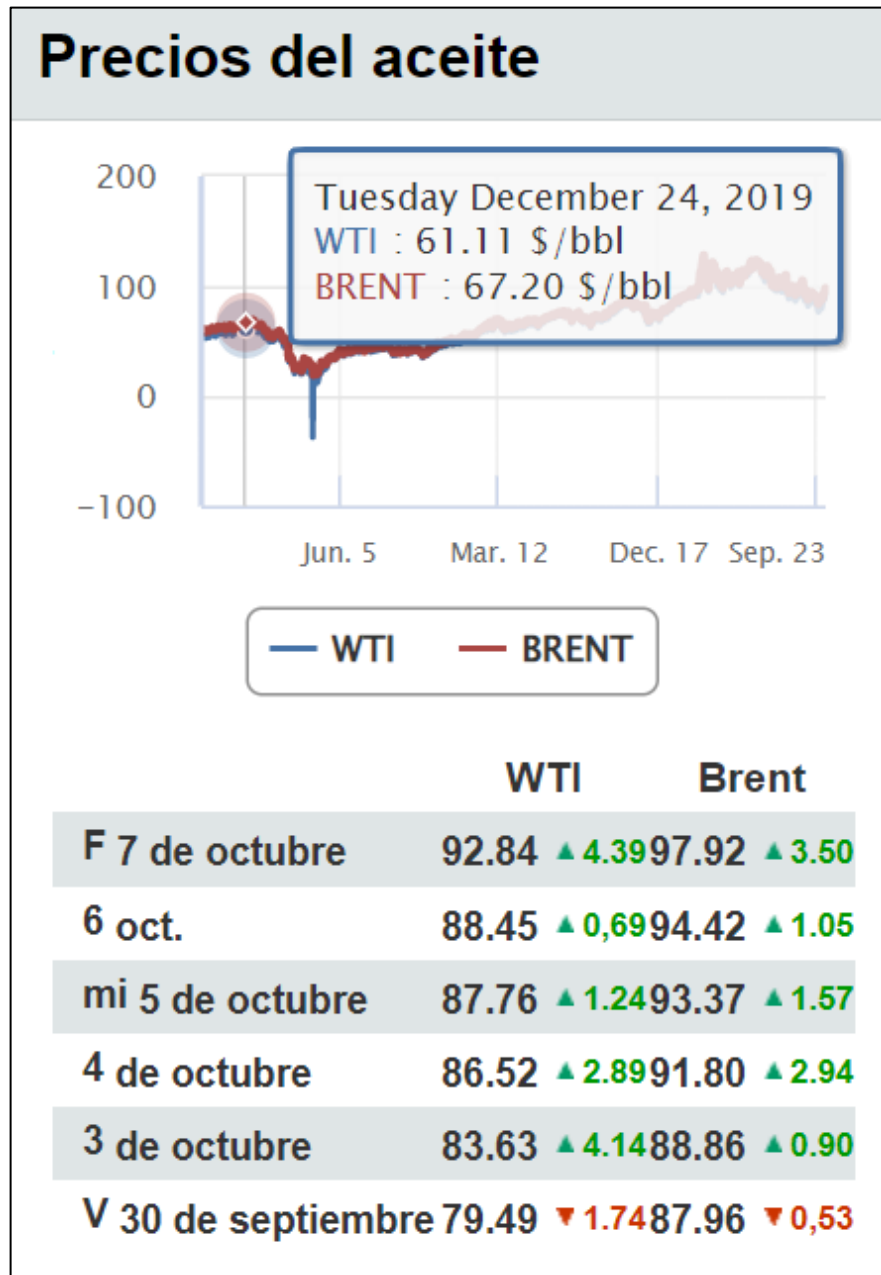 Precios del aceite
200
Tuesday December 24, 2019
WTI : 61.11 $/bbl
100
BRENT : 67.20 $/bbl
0
-100
Jun. 5 Mar. 12 Dec. 17 Sep. 23
WTI BRENT
WTI Brent
F 7 de octubre 92.84 ▲ 4.39 97.92 ▲ 3.50
6 oct. 88.45 ▲ 0,69 94.42 ▲ 1.05
mi 5 de octubre 87.76 ▲ 1.24 93.37 ▲ 1.57
4 de octubre 86.52 ▲ 2.89 91.80 ▲ 2.94
3 de octubre 83.63 ▲ 4.14 88.86 ▲ 0.90
V 30 de septiembre 79.49 ▼ 1.74 87.96 ▼ 0,53